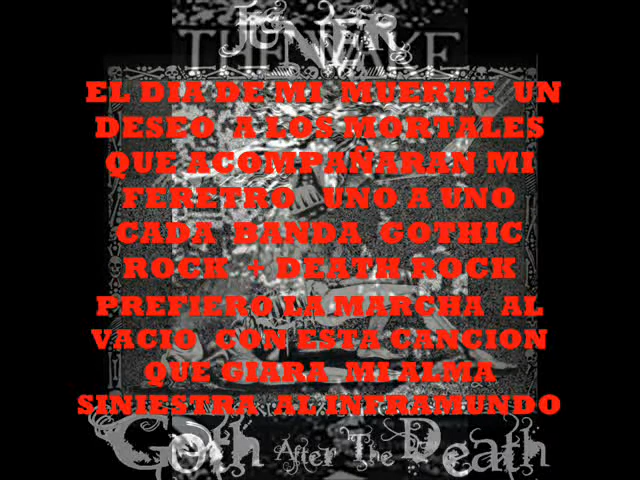 THEN WAKE
EL DIA DE MI MUERTE UN
DESEO A LOS MORTALES
QUE ACOMPAÑARAN MI
FERETRO UNO A UNO
CADA BANDA GOTHIC
ROCK + DEATH ROCK
PREFIERO LA MARCHA AL
VACIO CON ESTA CANCION
QUE GIARA MI ALMA
SINIESTRA AL INFRAMUNDO
Goth After The Death